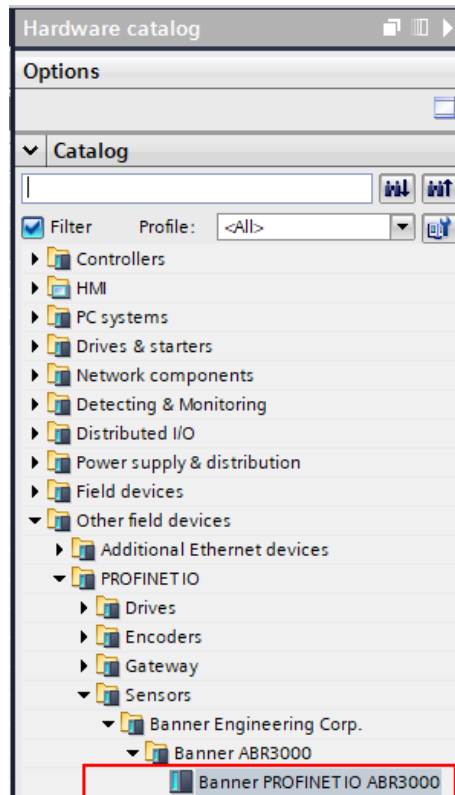 Hardware catalog
Options
Catalog
Filter Profile: <All>
Controllers
HMI
PC systems
Drives & starters
Network components
Detecting & Monitoring
Distributed I/O
Power supply & distribution
Field devices
Other field devices
Additional Ethernet devices
PROFINET IO
Drives
Encoders
Gateway
Sensors
Banner Engineering Corp.
Banner ABR3000
Banner PROFINET IO ABR3000